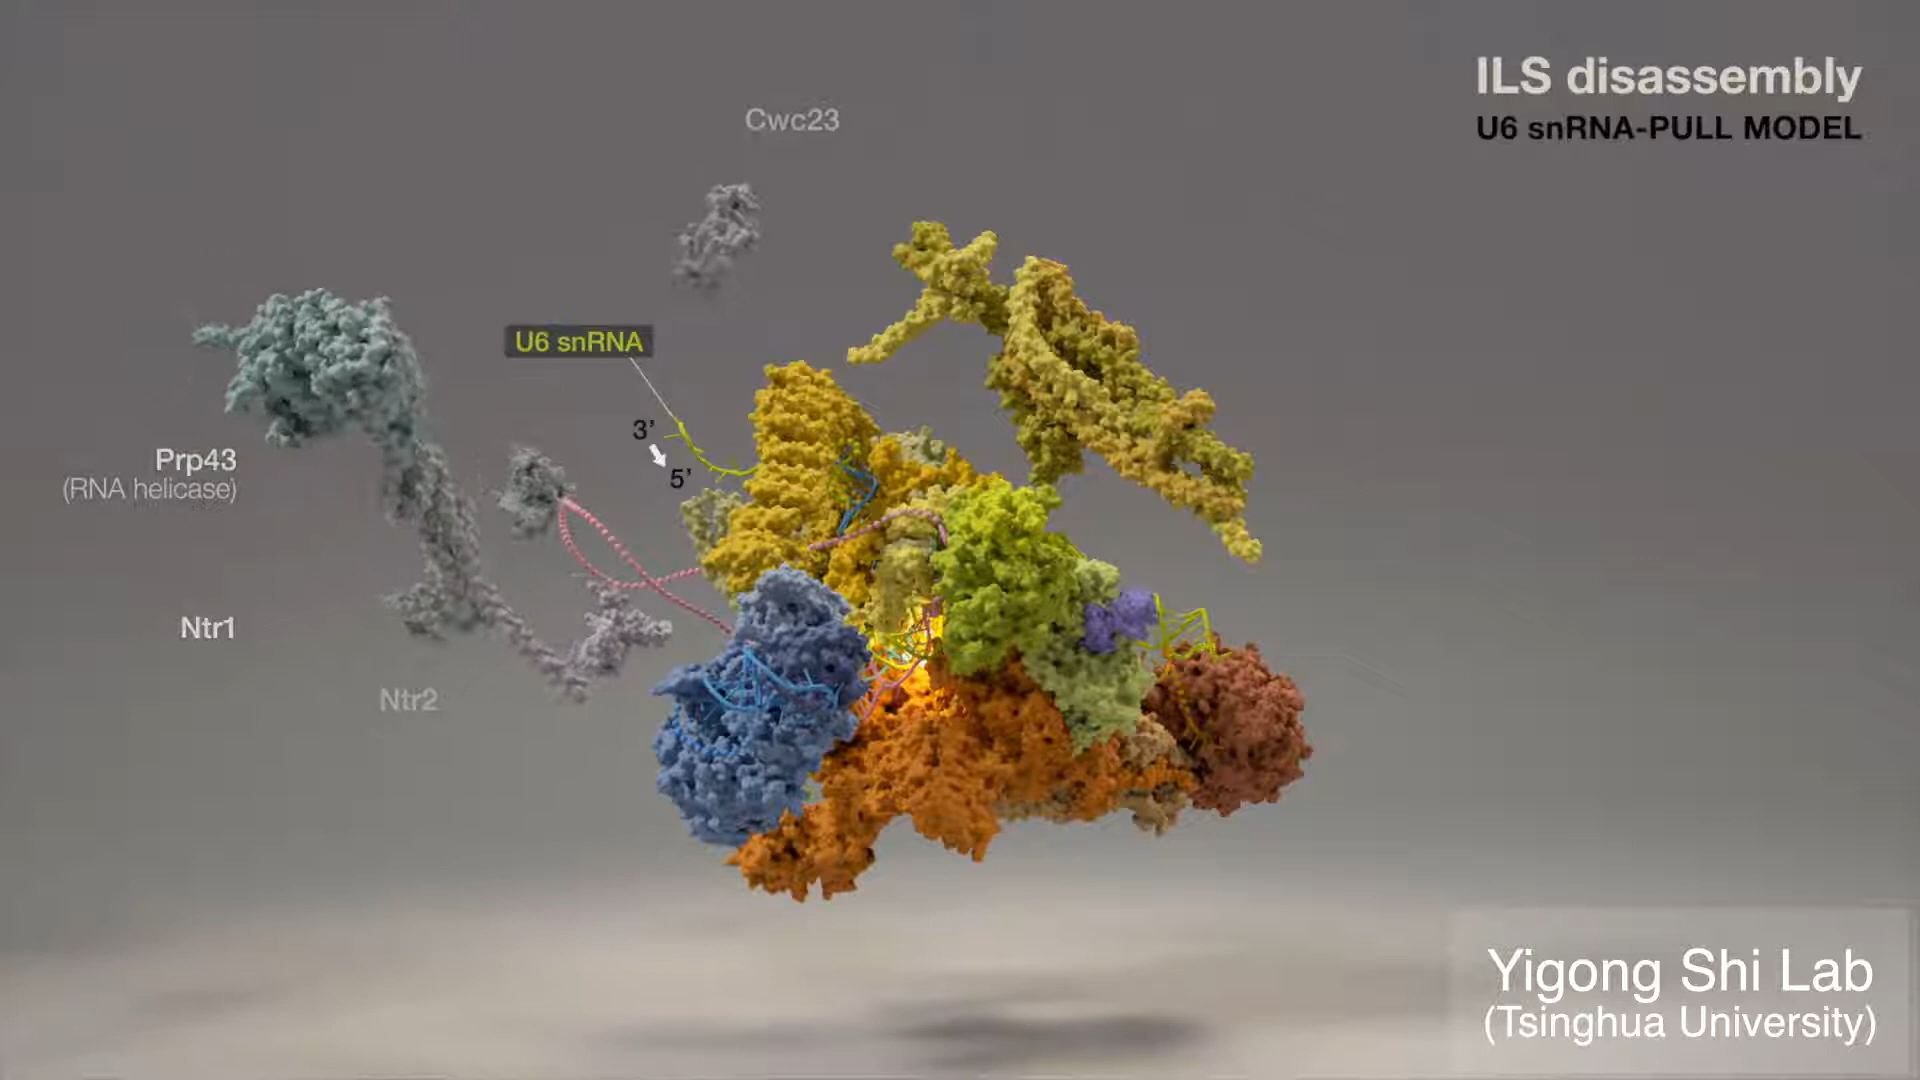 ILS disassembly
U6 snRNA-PULL MODEL
Cwc23
U6 snRNA
3'
5'
Prp43
(RNA helicase)
Ntr1
Ntr2
Yigong Shi Lab
(Tsinghua University)